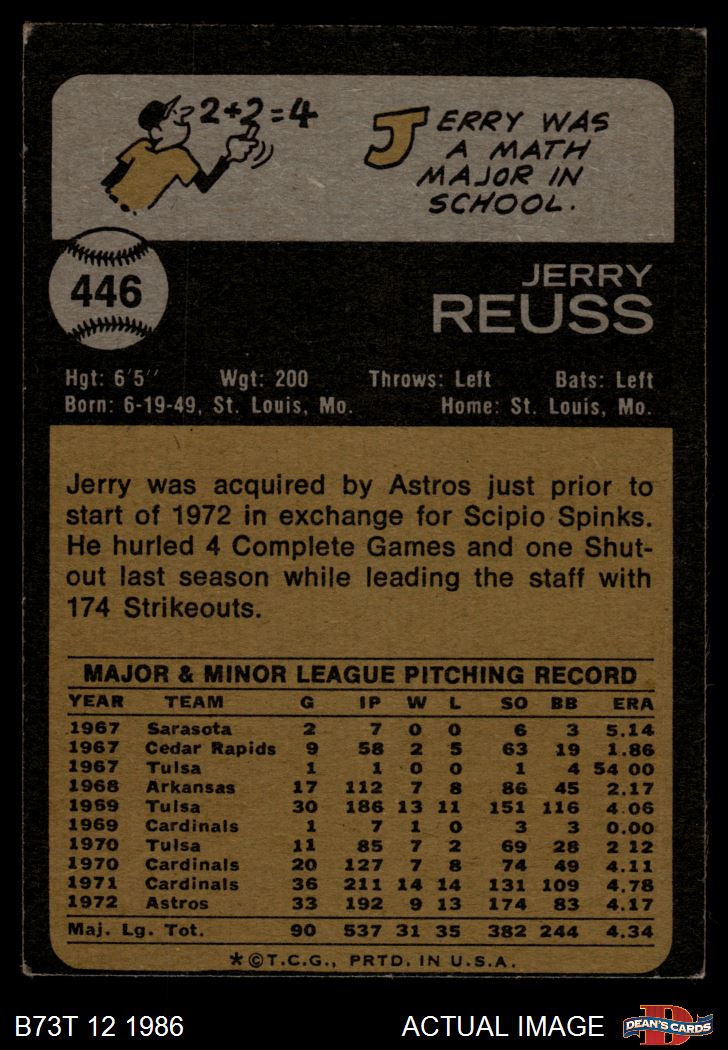 2+2=4
JERRY WAS
A MATH
MAJOR IN
SCHOOL.
446
JERRY
REUSS
Hgt: 6'5" Wgt: 200 Throws: Left Bats: Left
Born: 6-19-49, St. Louis, Mo. Home: St. Louis, Mo.
Jerry was acquired by Astros just prior to
start of 1972 in exchange for Scipio Spinks.
He hurled 4 Complete Games and one Shut-
out last season while leading the staff with
174 Strikeouts.
MAJOR & MINOR LEAGUE PITCHING RECORD
YEAR TEAM G IP W L SO BB ERA
1967 Sarasota 2 7 0 0 6 3 5.14
1967 Cedar Rapids 9 58 2 5 63 19 1.86
1967 Tulsa 1 1 0 0 1 4 54 00
1968 Arkansas 17 112 7 8 86 45 2.17
1969 Tulsa 30 186 13 11 151 116 4.06
1969 Cardinals 1 7 1 0 3 3 0.00
1970 Tulsa 11 85 7 2 69 28 2 12
1970 Cardinals 20 127 7 8 74 49 4.11
1971 Cardinals 36 211 14 14 131 109 4.78
1972 Astros 33 192 9 13 174 83 4.17
Maj. Lg. Tot. 90 537 31 35 382 244 4.34
*©T.C.G., PRTD. IN U.S.A.
B73T 12 1986 ACTUAL IMAGE
D
DEAN'S CARDS